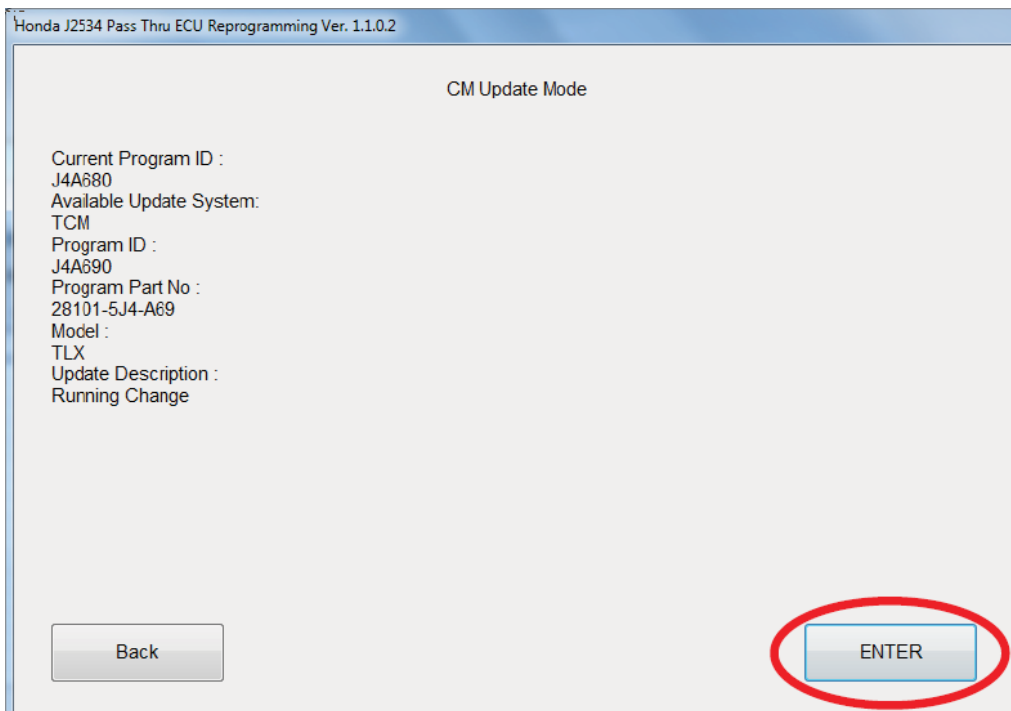 Honda J2534 Pass Thru ECU Reprogramming Ver. 1.1.0.2
CM Update Mode
Current Program ID :
J4A680
Available Update System:
TCM
Program ID :
J4A690
Program Part No :
28101-5J4-A69
Model :
TLX
Update Description :
Running Change
Back
ENTER